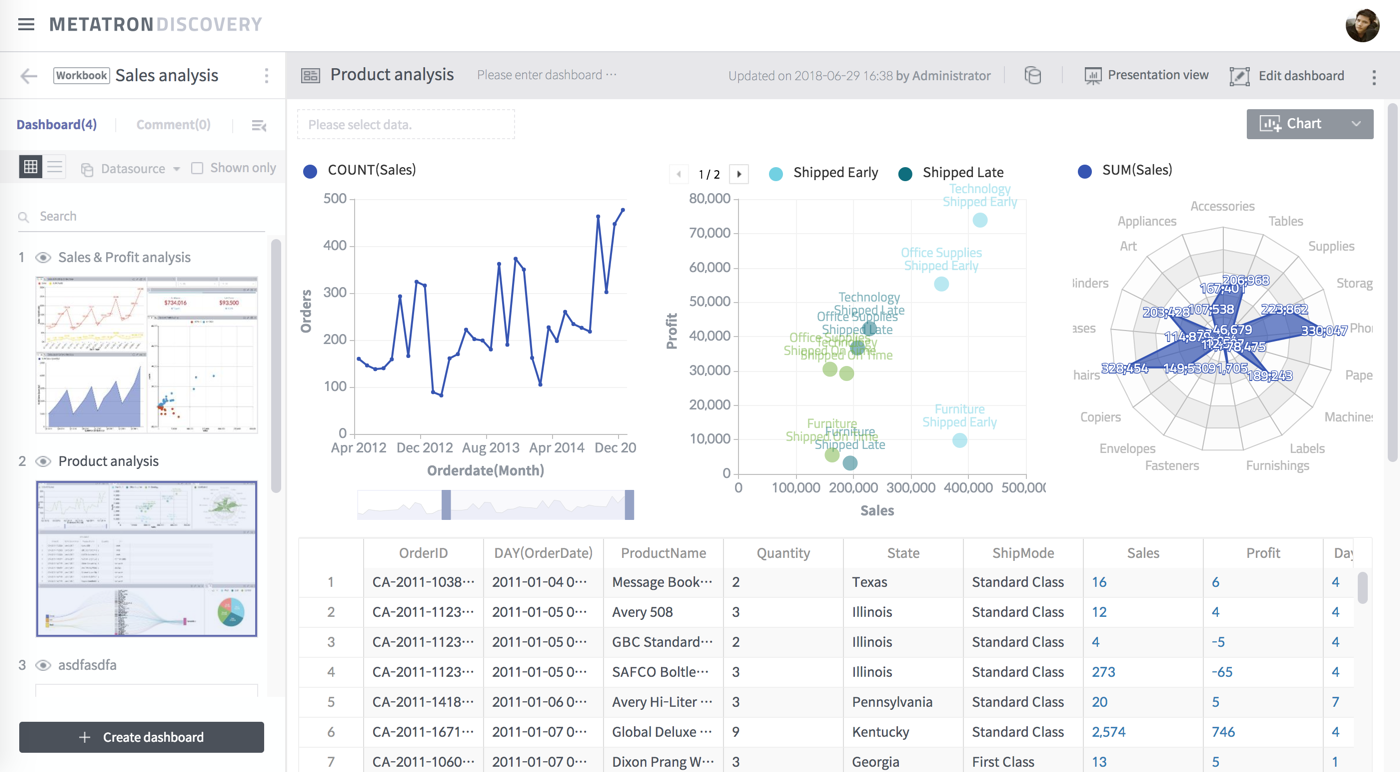 METATRON DISCOVERY
Workbook Sales analysis
Product analysis Please enter dashboard ···
Updated on 2018-06-29 16:38 by Administrator
Presentation view
Edit dashboard
Dashboard(4) Comment(0)
Please select data.
Chart
Datasource Shown only
Search
1 Sales & Profit analysis
$734,016 $93,500
2 Product analysis
3 asdfasdfa
+ Create dashboard
COUNT(Sales)
500
400
300
200
100
0
Orders
Apr 2012 Dec 2012 Aug 2013 Apr 2014 Dec 20
Orderdate(Month)
1 / 2 Shipped Early Shipped Late
80,000
70,000
60,000
50,000
40,000
30,000
20,000
10,000
0
Profit
Technology
Shipped Early
Office Supplies
Shipped Early
Technology
Shipped Late
Office Supplies
Shipped Late
Office Supplies
Shipped On Time
Technology
Shipped On Time
Furniture
Shipped Early
Furniture
Shipped On Time
Furniture
Shipped Late
0 100,000 200,000 300,000 400,000 500,000
Sales
SUM(Sales)
Accessories
Appliances Tables
Art Supplies
linders Storag
ases Phon
hairs Pape
Copiers Machines
Envelopes Labels
Fasteners Furnishings
167,401
206,968
107,538
203,428
223,862
46,679
330,047
328,454
149,530
91,705
189,243
OrderID DAY(OrderDate) ProductName Quantity State ShipMode Sales Profit Day
1 CA-2011-1038··· 2011-01-04 0··· Message Book··· 2 Texas Standard Class 16 6 4
2 CA-2011-1123··· 2011-01-05 0··· Avery 508 3 Illinois Standard Class 12 4 4
3 CA-2011-1123··· 2011-01-05 0··· GBC Standard··· 2 Illinois Standard Class 4 -5 4
4 CA-2011-1123··· 2011-01-05 0··· SAFCO Boltle··· 3 Illinois Standard Class 273 -65 4
5 CA-2011-1418··· 2011-01-06 0··· Avery Hi-Liter ··· 3 Pennsylvania Standard Class 20 5 7
6 CA-2011-1671··· 2011-01-07 0··· Global Deluxe ··· 9 Kentucky Standard Class 2,574 746 4
7 CA-2011-1060··· 2011-01-07 0··· Dixon Prang W··· 3 Georgia First Class 13 5 1